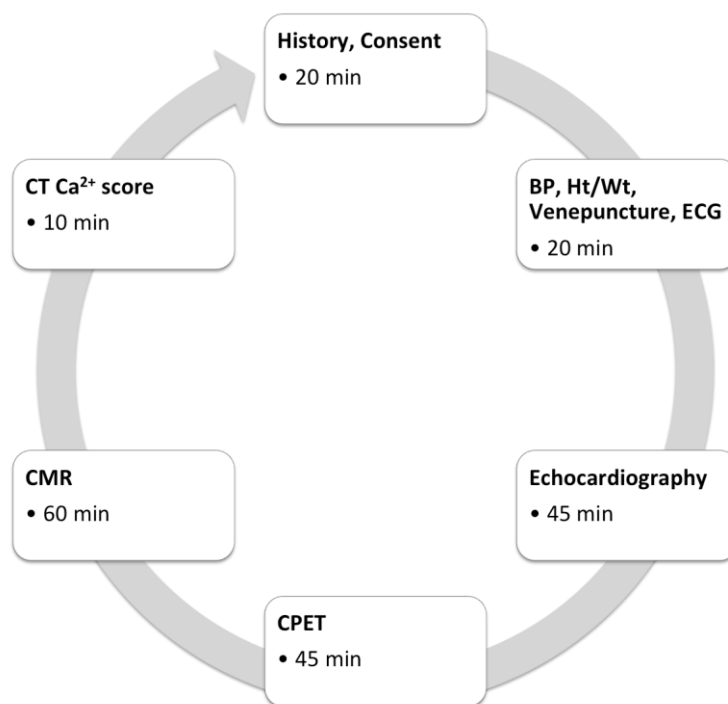 History, Consent
• 20 min
BP, Ht/Wt,
Venepuncture, ECG
• 20 min
Echocardiography
• 45 min
CPET
• 45 min
CMR
• 60 min
CT Ca²⁺ score
• 10 min